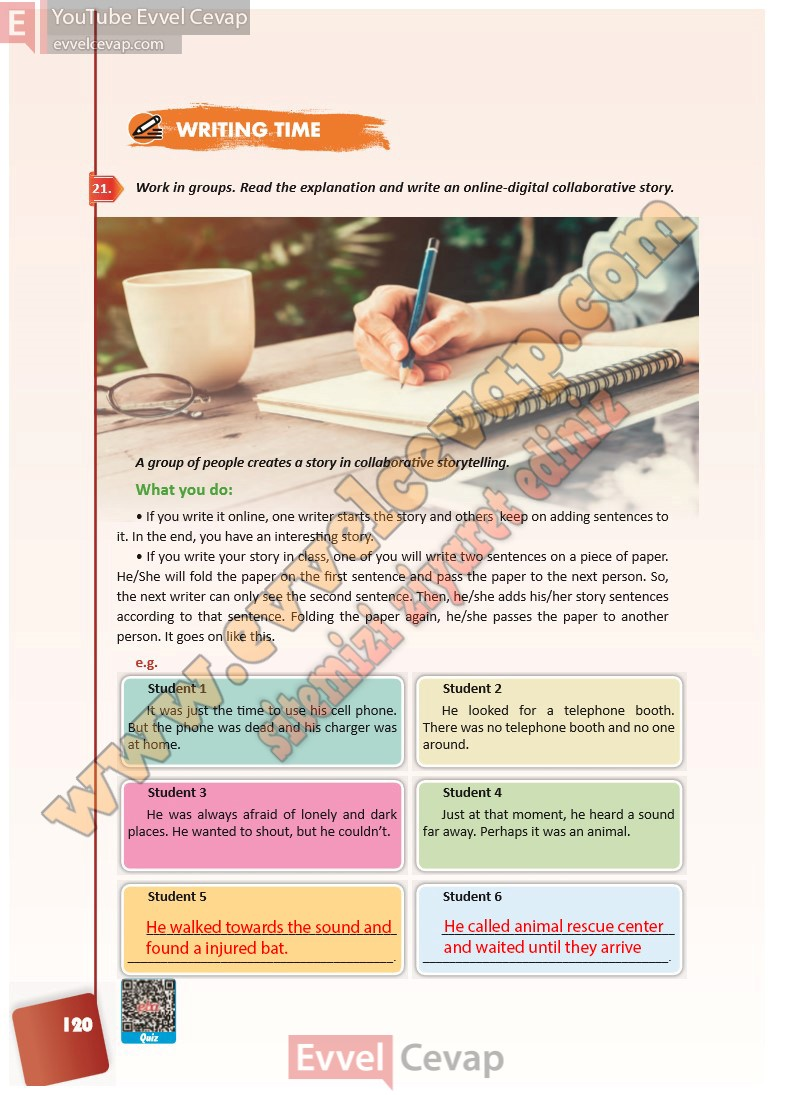 E
YouTube Evvel Cevap
evvelcevap.com
WRITING TIME
21. Work in groups. Read the explanation and write an online-digital collaborative story.
A group of people creates a story in collaborative storytelling.
What you do:
• If you write it online, one writer starts the story and others keep on adding sentences to
it. In the end, you have an interesting story.
• If you write your story in class, one of you will write two sentences on a piece of paper.
He/She will fold the paper on the first sentence and pass the paper to the next person. So,
the next writer can only see the second sentence. Then, he/she adds his/her story sentences
according to that sentence. Folding the paper again, he/she passes the paper to another
person. It goes on like this.
e.g.
Student 1
It was just the time to use his cell phone.
But the phone was dead and his charger was
at home.
Student 2
He looked for a telephone booth.
There was no telephone booth and no one
around.
Student 3
He was always afraid of lonely and dark
places. He wanted to shout, but he couldn't.
Student 4
Just at that moment, he heard a sound
far away. Perhaps it was an animal.
Student 5
He walked towards the sound and
found a injured bat.
Student 6
He called animal rescue center
and waited until they arrive
.
www.evvelcevap.com
sitemizi ziyaret ediniz
120
Quiz
Evvel Cevap